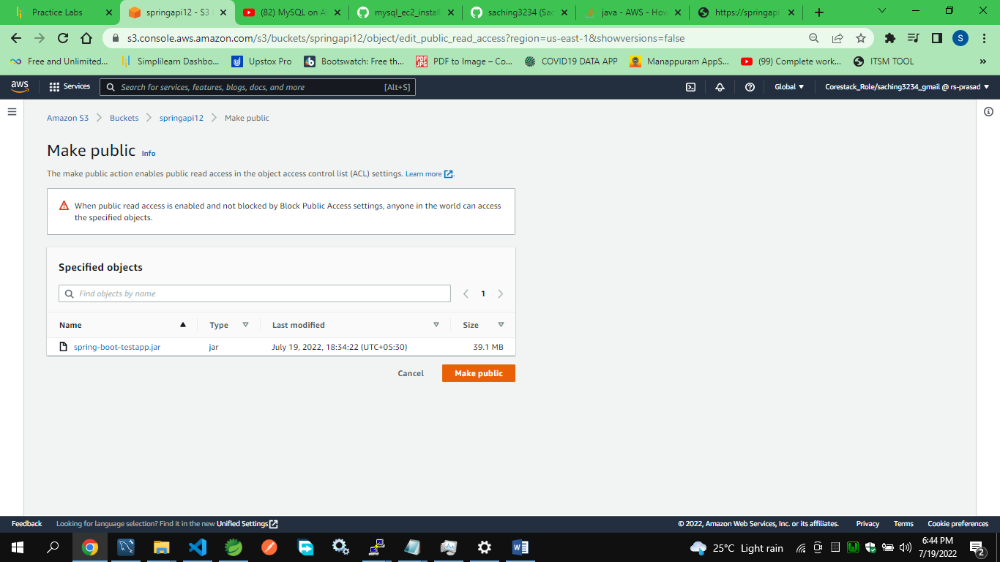 Practice Labs
springapi12 - S3
(82) MySQL on A
mysql_ec2_install
saching3234 (Sac
java - AWS - How
https://springapi
s3.console.aws.amazon.com/s3/buckets/springapi12/object/edit_public_read_access?region=us-east-1&showversions=false
S
Free and Unlimited...
Simplilearn Dashbo...
Upstox Pro
Bootswatch: Free th...
PDF to Image – Co...
COVID19 DATA APP
Manappuram AppS...
(99) Complete work...
ITSM TOOL
»
aws
Services
Search for services, features, blogs, docs, and more
[Alt+S]
Global
Corestack_Role/saching3234_gmail @ rs-prasad
Amazon S3
Buckets
springapi12
Make public
Make public
Info
The make public action enables public read access in the object access control list (ACL) settings. Learn more
When public read access is enabled and not blocked by Block Public Access settings, anyone in the world can access
the specified objects.
Specified objects
Find objects by name
1
Name
Type
Last modified
Size
spring-boot-testapp.jar
jar
July 19, 2022, 18:34:22 (UTC+05:30)
39.1 MB
Cancel
Make public
Feedback
Looking for language selection? Find it in the new Unified Settings
© 2022, Amazon Web Services, Inc. or its affiliates.
Privacy
Terms
Cookie preferences
25°C Light rain
6:44 PM
7/19/2022
2